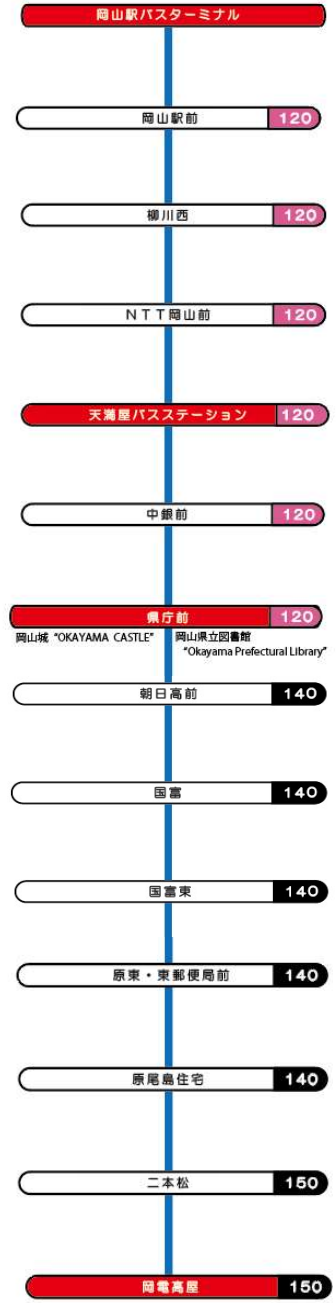 岡山駅バスターミナル
岡山駅前 120
柳川西 120
NTT岡山前 120
天満屋バスステーション 120
中銀前 120
県庁前 120
岡山城 "OKAYAMA CASTLE" 岡山県立図書館
"Okayama Prefectural Library"
朝日高前 140
国富 140
国富東 140
原東・東郵便局前 140
原尾島住宅 140
二本松 150
岡電高屋 150